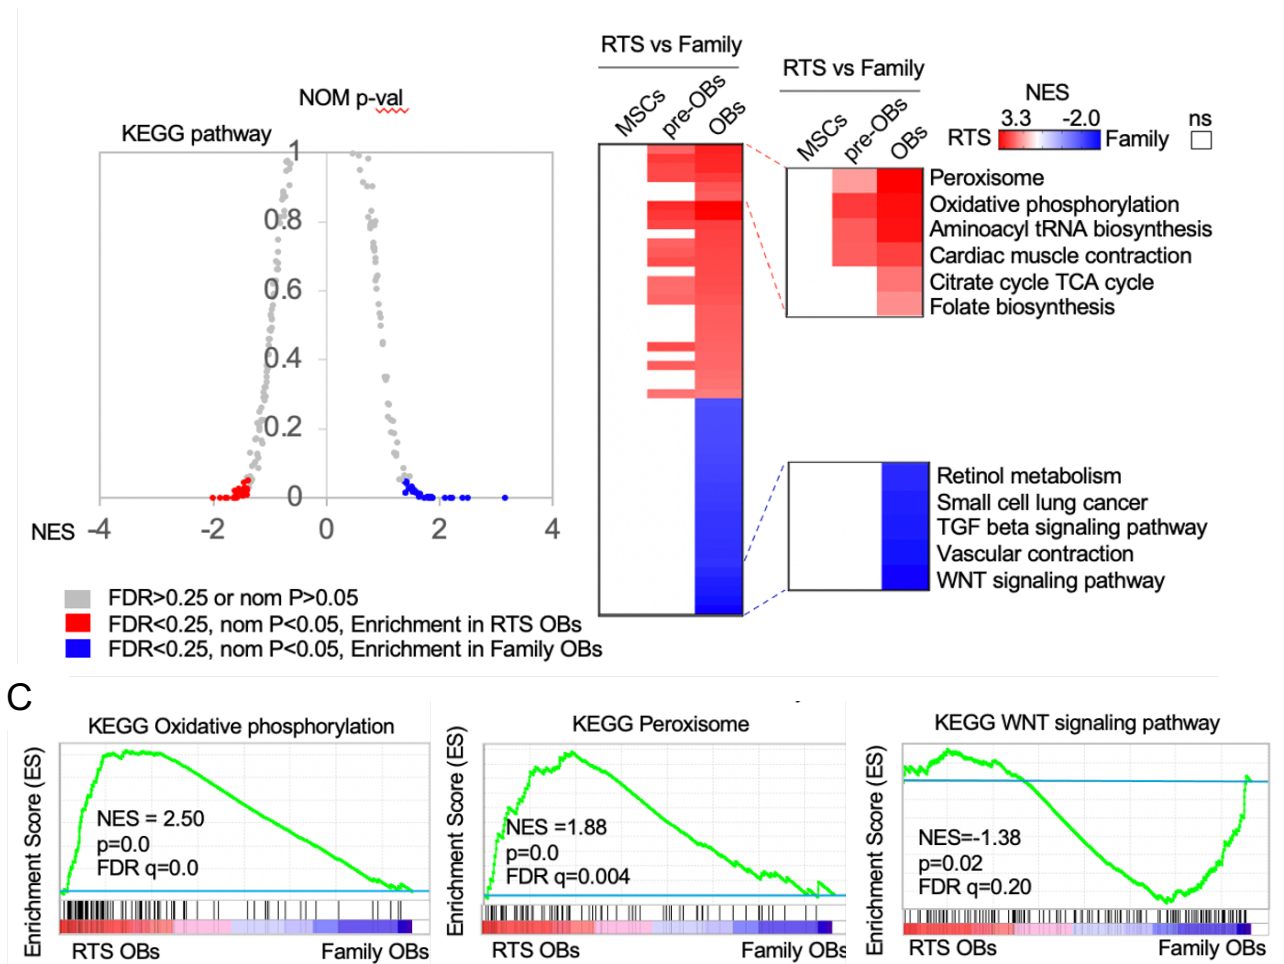 RTS vs Family
MSCs
pre-OBs
OBs
RTS vs Family
MSCs
pre-OBs
OBs
NES
3.3 -2.0
RTS Family
ns
NOM p-val
KEGG pathway
1
0.8
0.6
0.4
0.2
0
NES -4 -2 0 2 4
Peroxisome
Oxidative phosphorylation
Aminoacyl tRNA biosynthesis
Cardiac muscle contraction
Citrate cycle TCA cycle
Folate biosynthesis
Retinol metabolism
Small cell lung cancer
TGF beta signaling pathway
Vascular contraction
WNT signaling pathway
FDR>0.25 or nom P>0.05
FDR<0.25, nom P<0.05, Enrichment in RTS OBs
FDR<0.25, nom P<0.05, Enrichment in Family OBs
C
KEGG Oxidative phosphorylation
Enrichment Score (ES)
NES = 2.50
p=0.0
FDR q=0.0
RTS OBs Family OBs
KEGG Peroxisome
Enrichment Score (ES)
NES =1.88
p=0.0
FDR q=0.004
RTS OBs Family OBs
KEGG WNT signaling pathway
Enrichment Score (ES)
NES=-1.38
p=0.02
FDR q=0.20
RTS OBs Family OBs